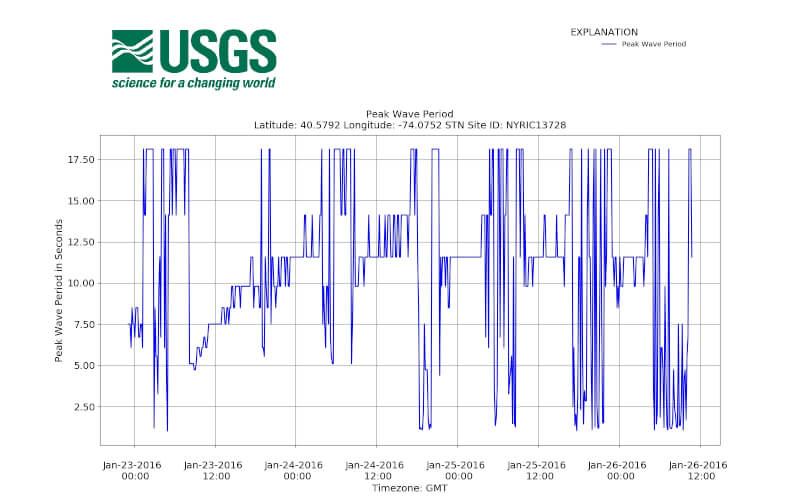 USGS
science for a changing world
EXPLANATION
Peak Wave Period
Peak Wave Period
Latitude: 40.5792 Longitude: -74.0752 STN Site ID: NYRIC13728
Peak Wave Period in Seconds
17.50
15.00
12.50
10.00
7.50
5.00
2.50
Jan-23-2016 Jan-23-2016 Jan-24-2016 Jan-24-2016 Jan-25-2016 Jan-25-2016 Jan-26-2016 Jan-26-2016
00:00 12:00 00:00 12:00 00:00 12:00 00:00 12:00
Timezone: GMT